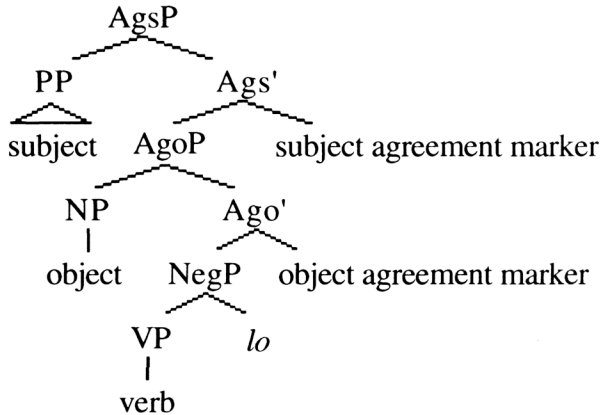 AgsP
PP Ags'
subject AgoP subject agreement marker
NP Ago'
object NegP object agreement marker
VP lo
verb